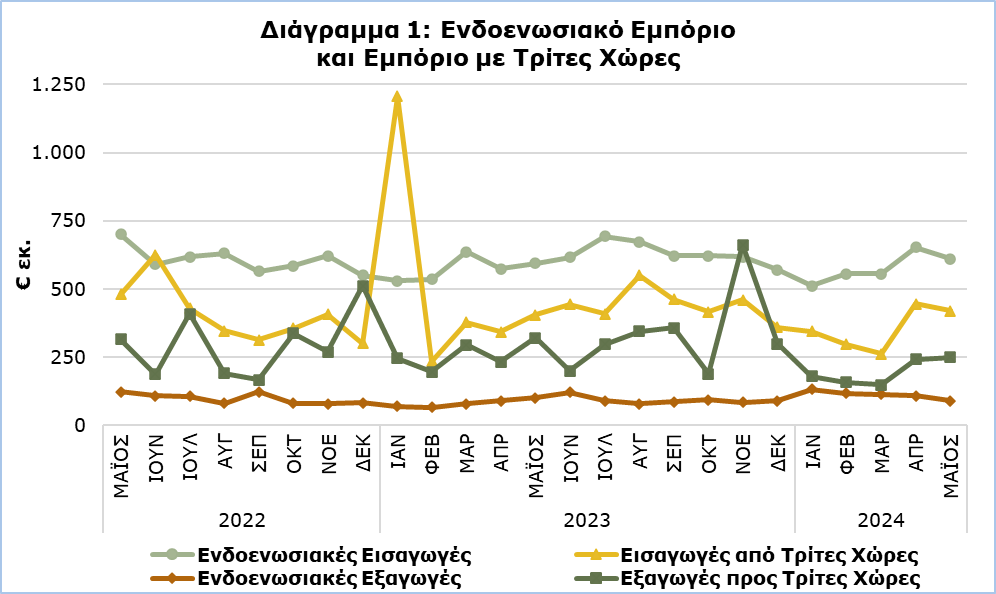 Διάγραμμα 1: Ενδοενωσιακό Εμπόριο
και Εμπόριο με Τρίτες Χώρες
€ εκ.
1.250
1.000
750
500
250
0
ΜΑΪΟΣ ΙΟΥΝ ΙΟΥΛ ΑΥΓ ΣΕΠ ΟΚΤ ΝΟΕ ΔΕΚ ΙΑΝ ΦΕΒ ΜΑΡ ΑΠΡ ΜΑΪΟΣ ΙΟΥΝ ΙΟΥΛ ΑΥΓ ΣΕΠ ΟΚΤ ΝΟΕ ΔΕΚ ΙΑΝ ΦΕΒ ΜΑΡ ΑΠΡ ΜΑΪΟΣ
2022 2023 2024
Ενδοενωσιακές Εισαγωγές Εισαγωγές από Τρίτες Χώρες
Ενδοενωσιακές Εξαγωγές Εξαγωγές προς Τρίτες Χώρες